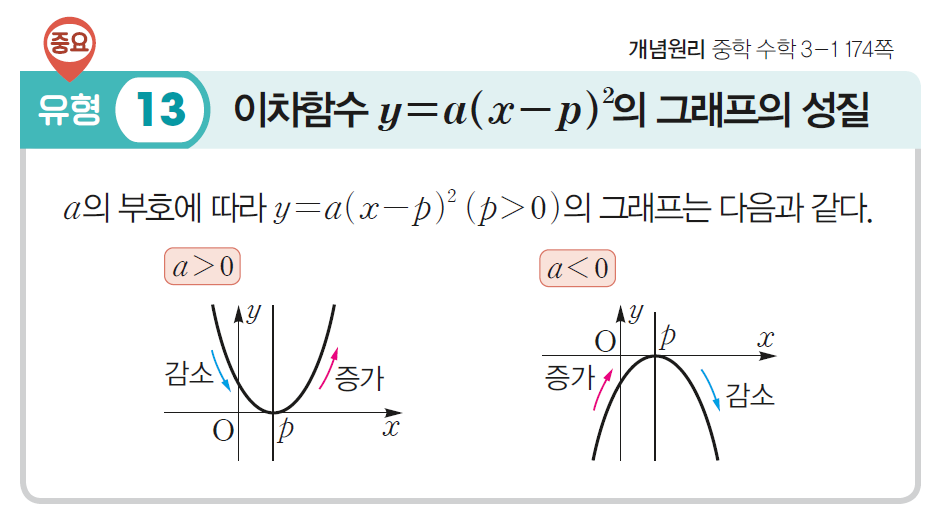 중요
개념원리 중학 수학 3-1 174쪽
유형 13 이차함수 y=a(x-p)²의 그래프의 성질
a의 부호에 따라 y=a(x-p)² (p>0)의 그래프는 다음과 같다.
a>0
y
감소
증가
O
p
x
a<0
y
O
p
x
증가
감소